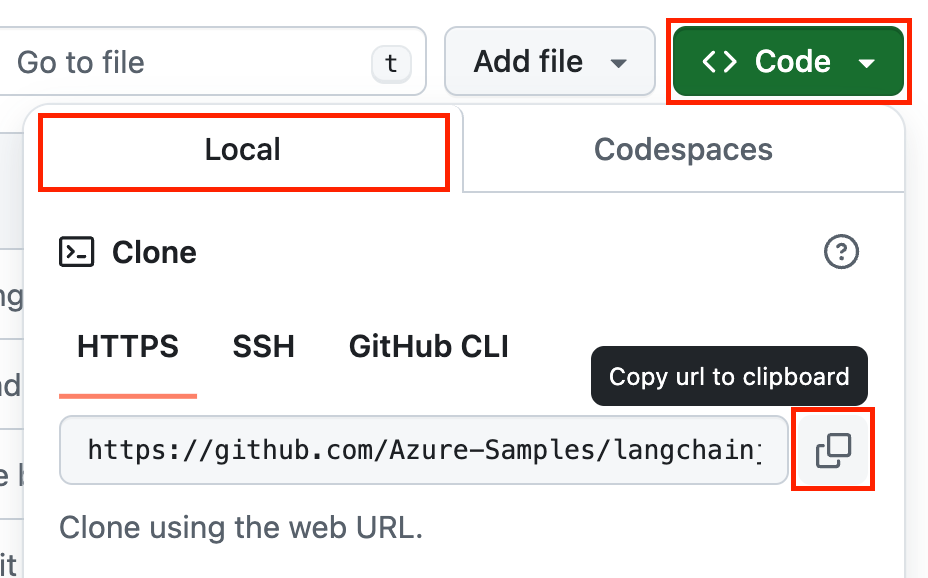 Go to file t Add file Code
Local Codespaces
Clone
HTTPS SSH GitHub CLI
Copy url to clipboard
https://github.com/Azure-Samples/langchain
Clone using the web URL.